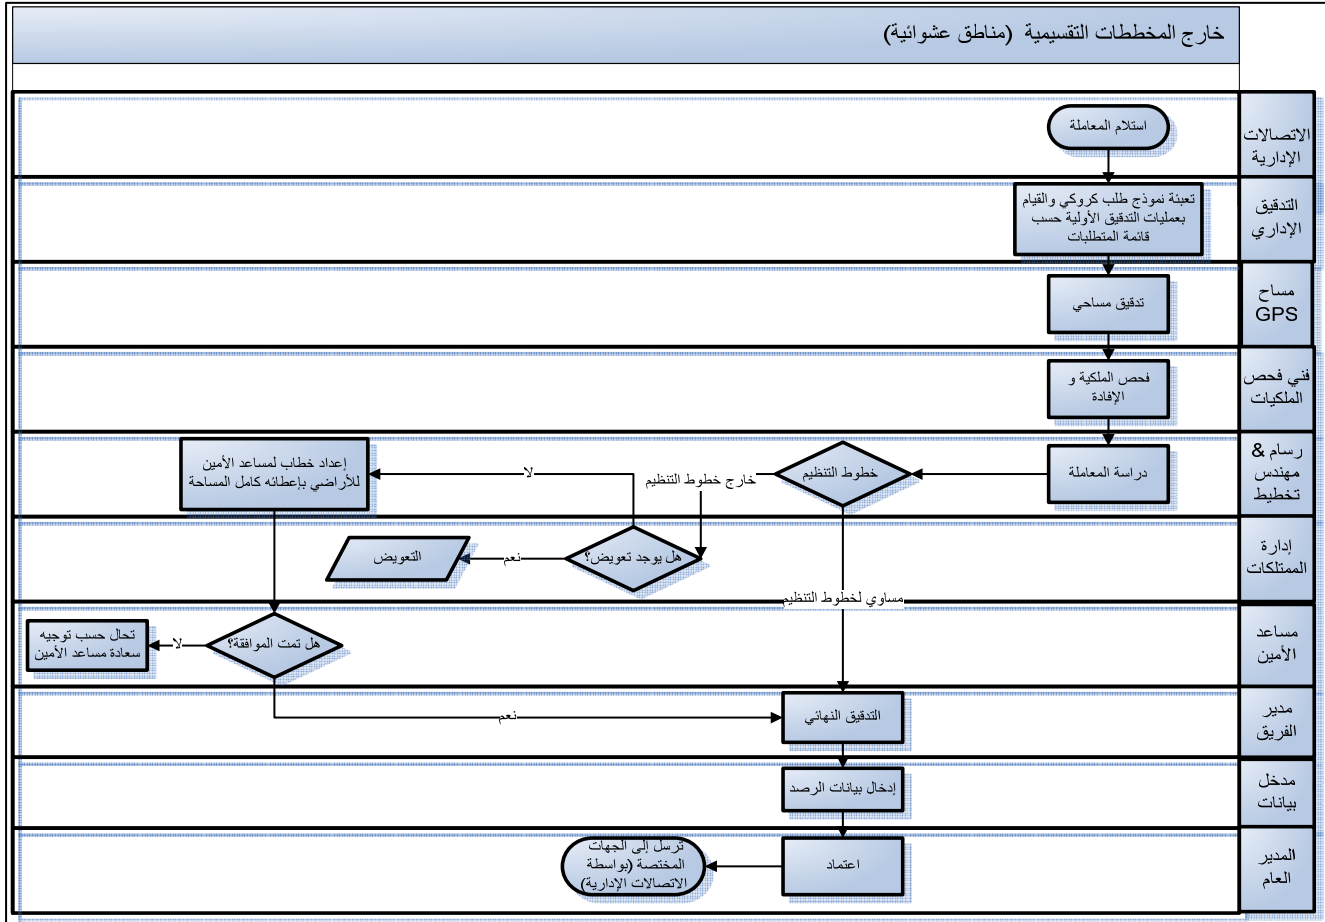 خارج المخططات التقسيمية (مناطق عشوائية)
الاتصالات
الإدارية
استلام المعاملة
التدقيق
الإداري
تعبئة نموذج طلب كروكي والقيام
بعمليات التدقيق الأولية حسب
قائمة المتطلبات
مساح
GPS
تدقيق مساحي
فني فحص
الملكيات
فحص الملكية و
الإفادة
رسام &
مهندس
تخطيط
دراسة المعاملة
خطوط التنظيم
خارج خطوط التنظيم
لا
إعداد خطاب لمساعد الأمين
للأراضي بإعطائه كامل المساحة
إدارة
الممتلكات
هل يوجد تعويض؟
نعم
التعويض
مساوي لخطوط التنظيم
مساعد
الأمين
هل تمت الموافقة؟
لا
تحال حسب توجيه
سعادة مساعد الأمين
مدير
الفريق
التدقيق النهائي
نعم
مدخل
بيانات
إدخال بيانات الرصد
المدير
العام
اعتماد
ترسل إلى الجهات
المختصة (بواسطة
الاتصالات الإدارية)